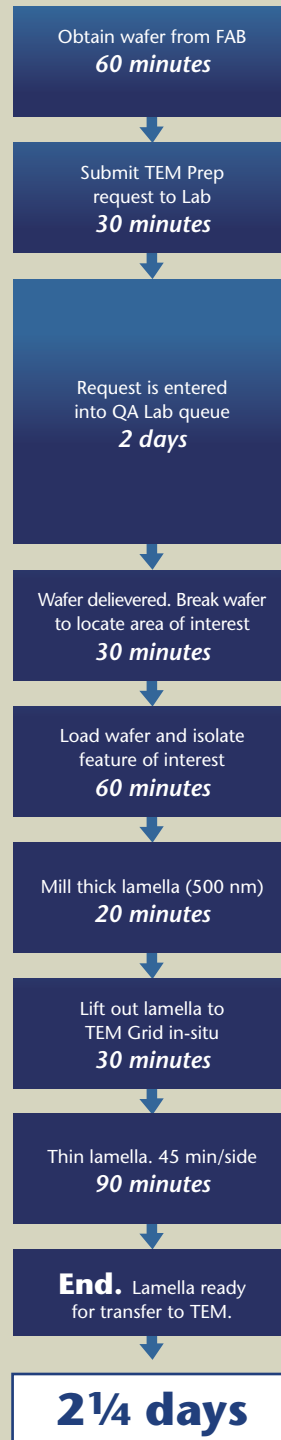 Obtain wafer from FAB
60 minutes
Submit TEM Prep
request to Lab
30 minutes
Request is entered
into QA Lab queue
2 days
Wafer delievered. Break wafer
to locate area of interest
30 minutes
Load wafer and isolate
feature of interest
60 minutes
Mill thick lamella (500 nm)
20 minutes
Lift out lamella to
TEM Grid in-situ
30 minutes
Thin lamella. 45 min/side
90 minutes
End. Lamella ready
for transfer to TEM.
2¼ days